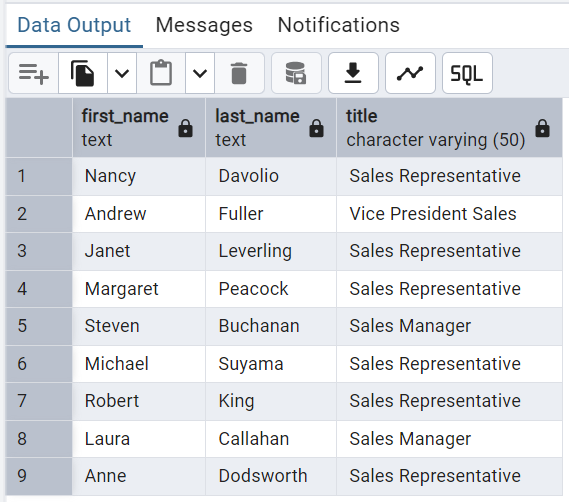 Data Output Messages Notifications
SQL
first_name last_name title
text text character varying (50)
1 Nancy Davolio Sales Representative
2 Andrew Fuller Vice President Sales
3 Janet Leverling Sales Representative
4 Margaret Peacock Sales Representative
5 Steven Buchanan Sales Manager
6 Michael Suyama Sales Representative
7 Robert King Sales Representative
8 Laura Callahan Sales Manager
9 Anne Dodsworth Sales Representative